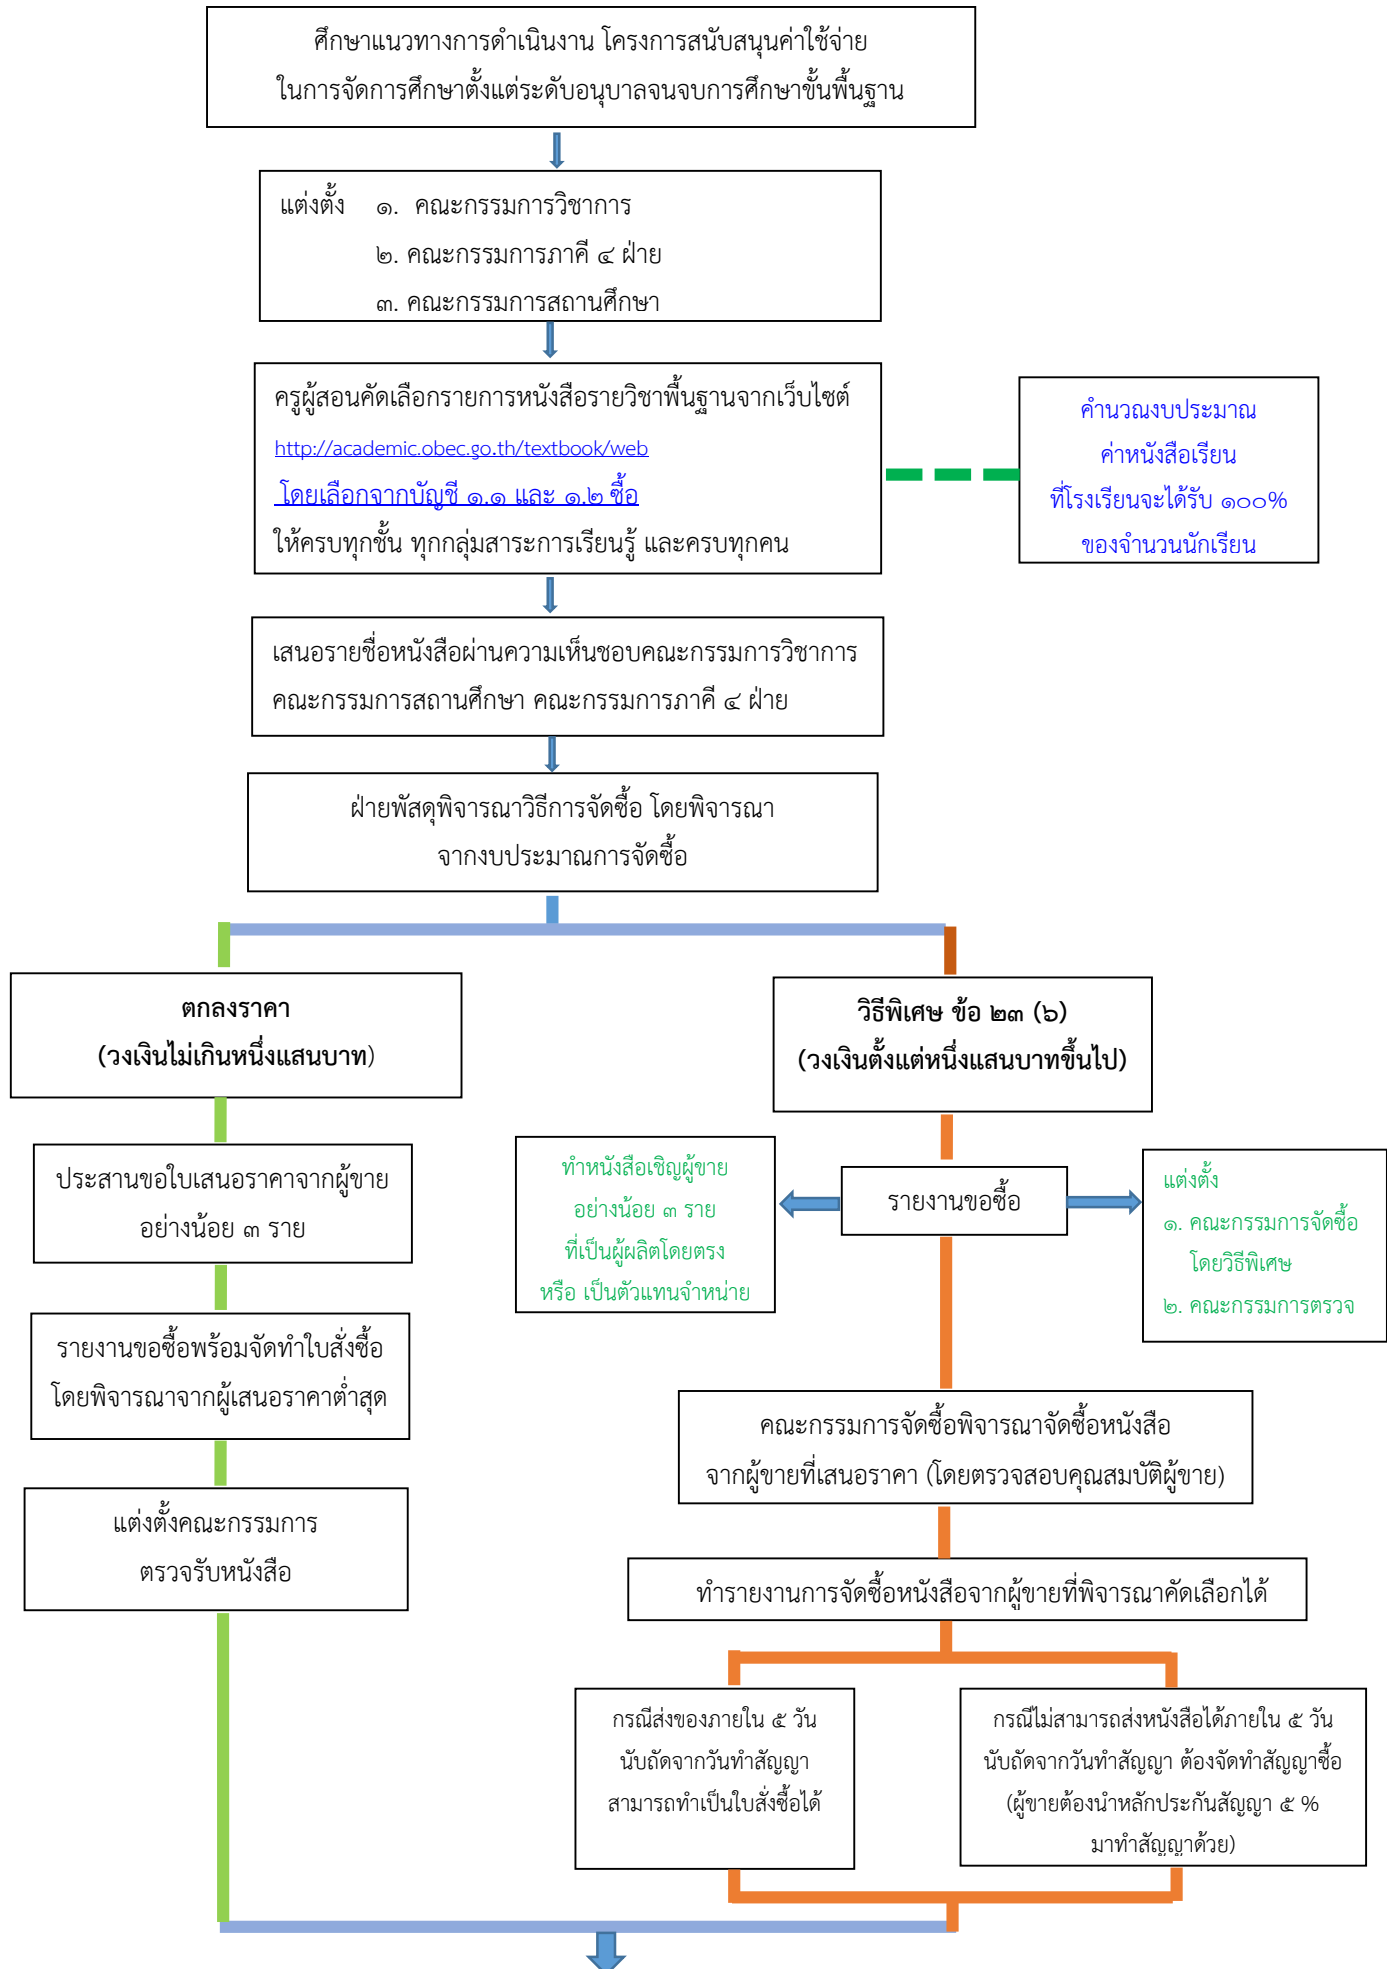 ศึกษาแนวทางการดำเนินงาน โครงการสนับสนุนค่าใช้จ่าย
ในการจัดการศึกษาตั้งแต่ระดับอนุบาลจนจบการศึกษาขั้นพื้นฐาน
แต่งตั้ง ๑. คณะกรรมการวิชาการ
๒. คณะกรรมการภาคี ๔ ฝ่าย
๓. คณะกรรมการสถานศึกษา
ครูผู้สอนคัดเลือกรายการหนังสือรายวิชาพื้นฐานจากเว็บไซต์
http://academic.obec.go.th/textbook/web
โดยเลือกจากบัญชี ๑.๑ และ ๑.๒ ซื้อ
ให้ครบทุกชั้น ทุกกลุ่มสาระการเรียนรู้ และครบทุกคน
คำนวณงบประมาณ
ค่าหนังสือเรียน
ที่โรงเรียนจะได้รับ ๑๐๐%
ของจำนวนนักเรียน
เสนอรายชื่อหนังสือผ่านความเห็นชอบคณะกรรมการวิชาการ
คณะกรรมการสถานศึกษา คณะกรรมการภาคี ๔ ฝ่าย
ฝ่ายพัสดุพิจารณาวิธีการจัดซื้อ โดยพิจารณา
จากงบประมาณการจัดซื้อ
ตกลงราคา
(วงเงินไม่เกินหนึ่งแสนบาท)
ประสานขอใบเสนอราคาจากผู้ขาย
อย่างน้อย ๓ ราย
รายงานขอซื้อพร้อมจัดทำใบสั่งซื้อ
โดยพิจารณาจากผู้เสนอราคาต่ำสุด
แต่งตั้งคณะกรรมการ
ตรวจรับหนังสือ
วิธีพิเศษ ข้อ ๒๓ (๖)
(วงเงินตั้งแต่หนึ่งแสนบาทขึ้นไป)
ทำหนังสือเชิญผู้ขาย
อย่างน้อย ๓ ราย
ที่เป็นผู้ผลิตโดยตรง
หรือ เป็นตัวแทนจำหน่าย
รายงานขอซื้อ
แต่งตั้ง
๑. คณะกรรมการจัดซื้อ
โดยวิธีพิเศษ
๒. คณะกรรมการตรวจ
คณะกรรมการจัดซื้อพิจารณาจัดซื้อหนังสือ
จากผู้ขายที่เสนอราคา (โดยตรวจสอบคุณสมบัติผู้ขาย)
ทำรายงานการจัดซื้อหนังสือจากผู้ขายที่พิจารณาคัดเลือกได้
กรณีส่งของภายใน ๕ วัน
นับถัดจากวันทำสัญญา
สามารถทำเป็นใบสั่งซื้อได้
กรณีไม่สามารถส่งหนังสือได้ภายใน ๕ วัน
นับถัดจากวันทำสัญญา ต้องจัดทำสัญญาซื้อ
(ผู้ขายต้องนำหลักประกันสัญญา ๕ %
มาทำสัญญาด้วย)